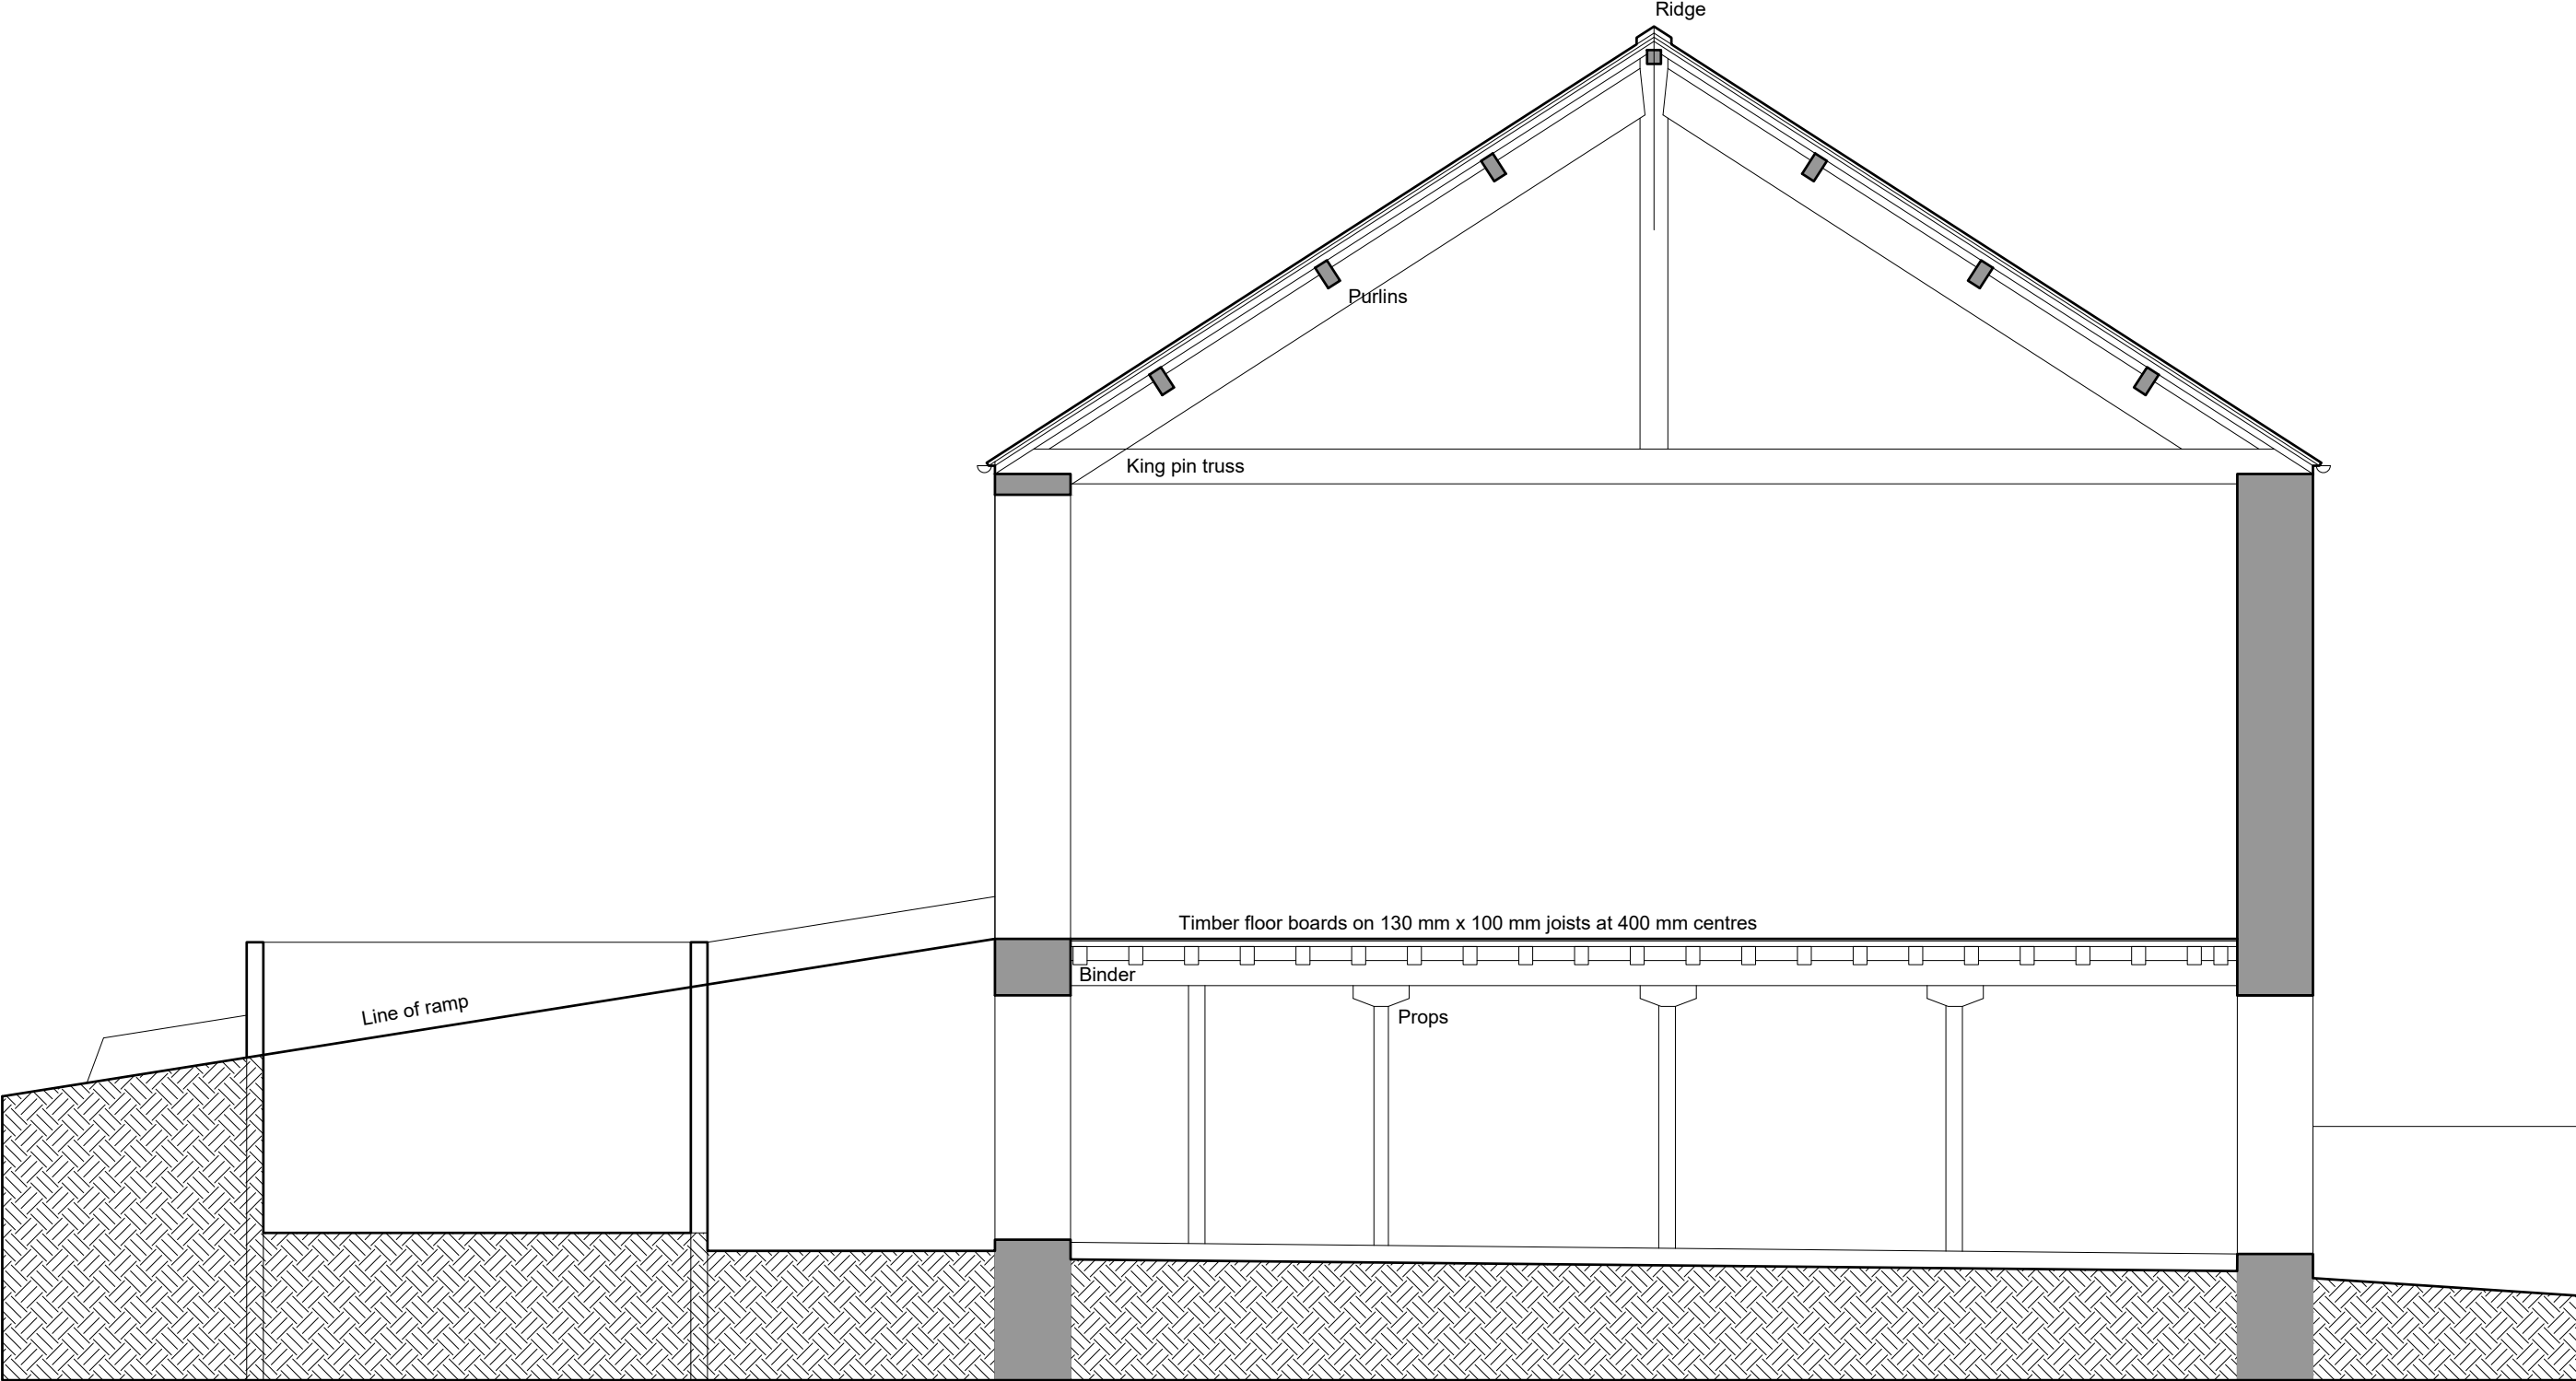 Ridge
Purlins
King pin truss
Timber floor boards on 130 mm x 100 mm joists at 400 mm centres
Binder
Line of ramp
Props